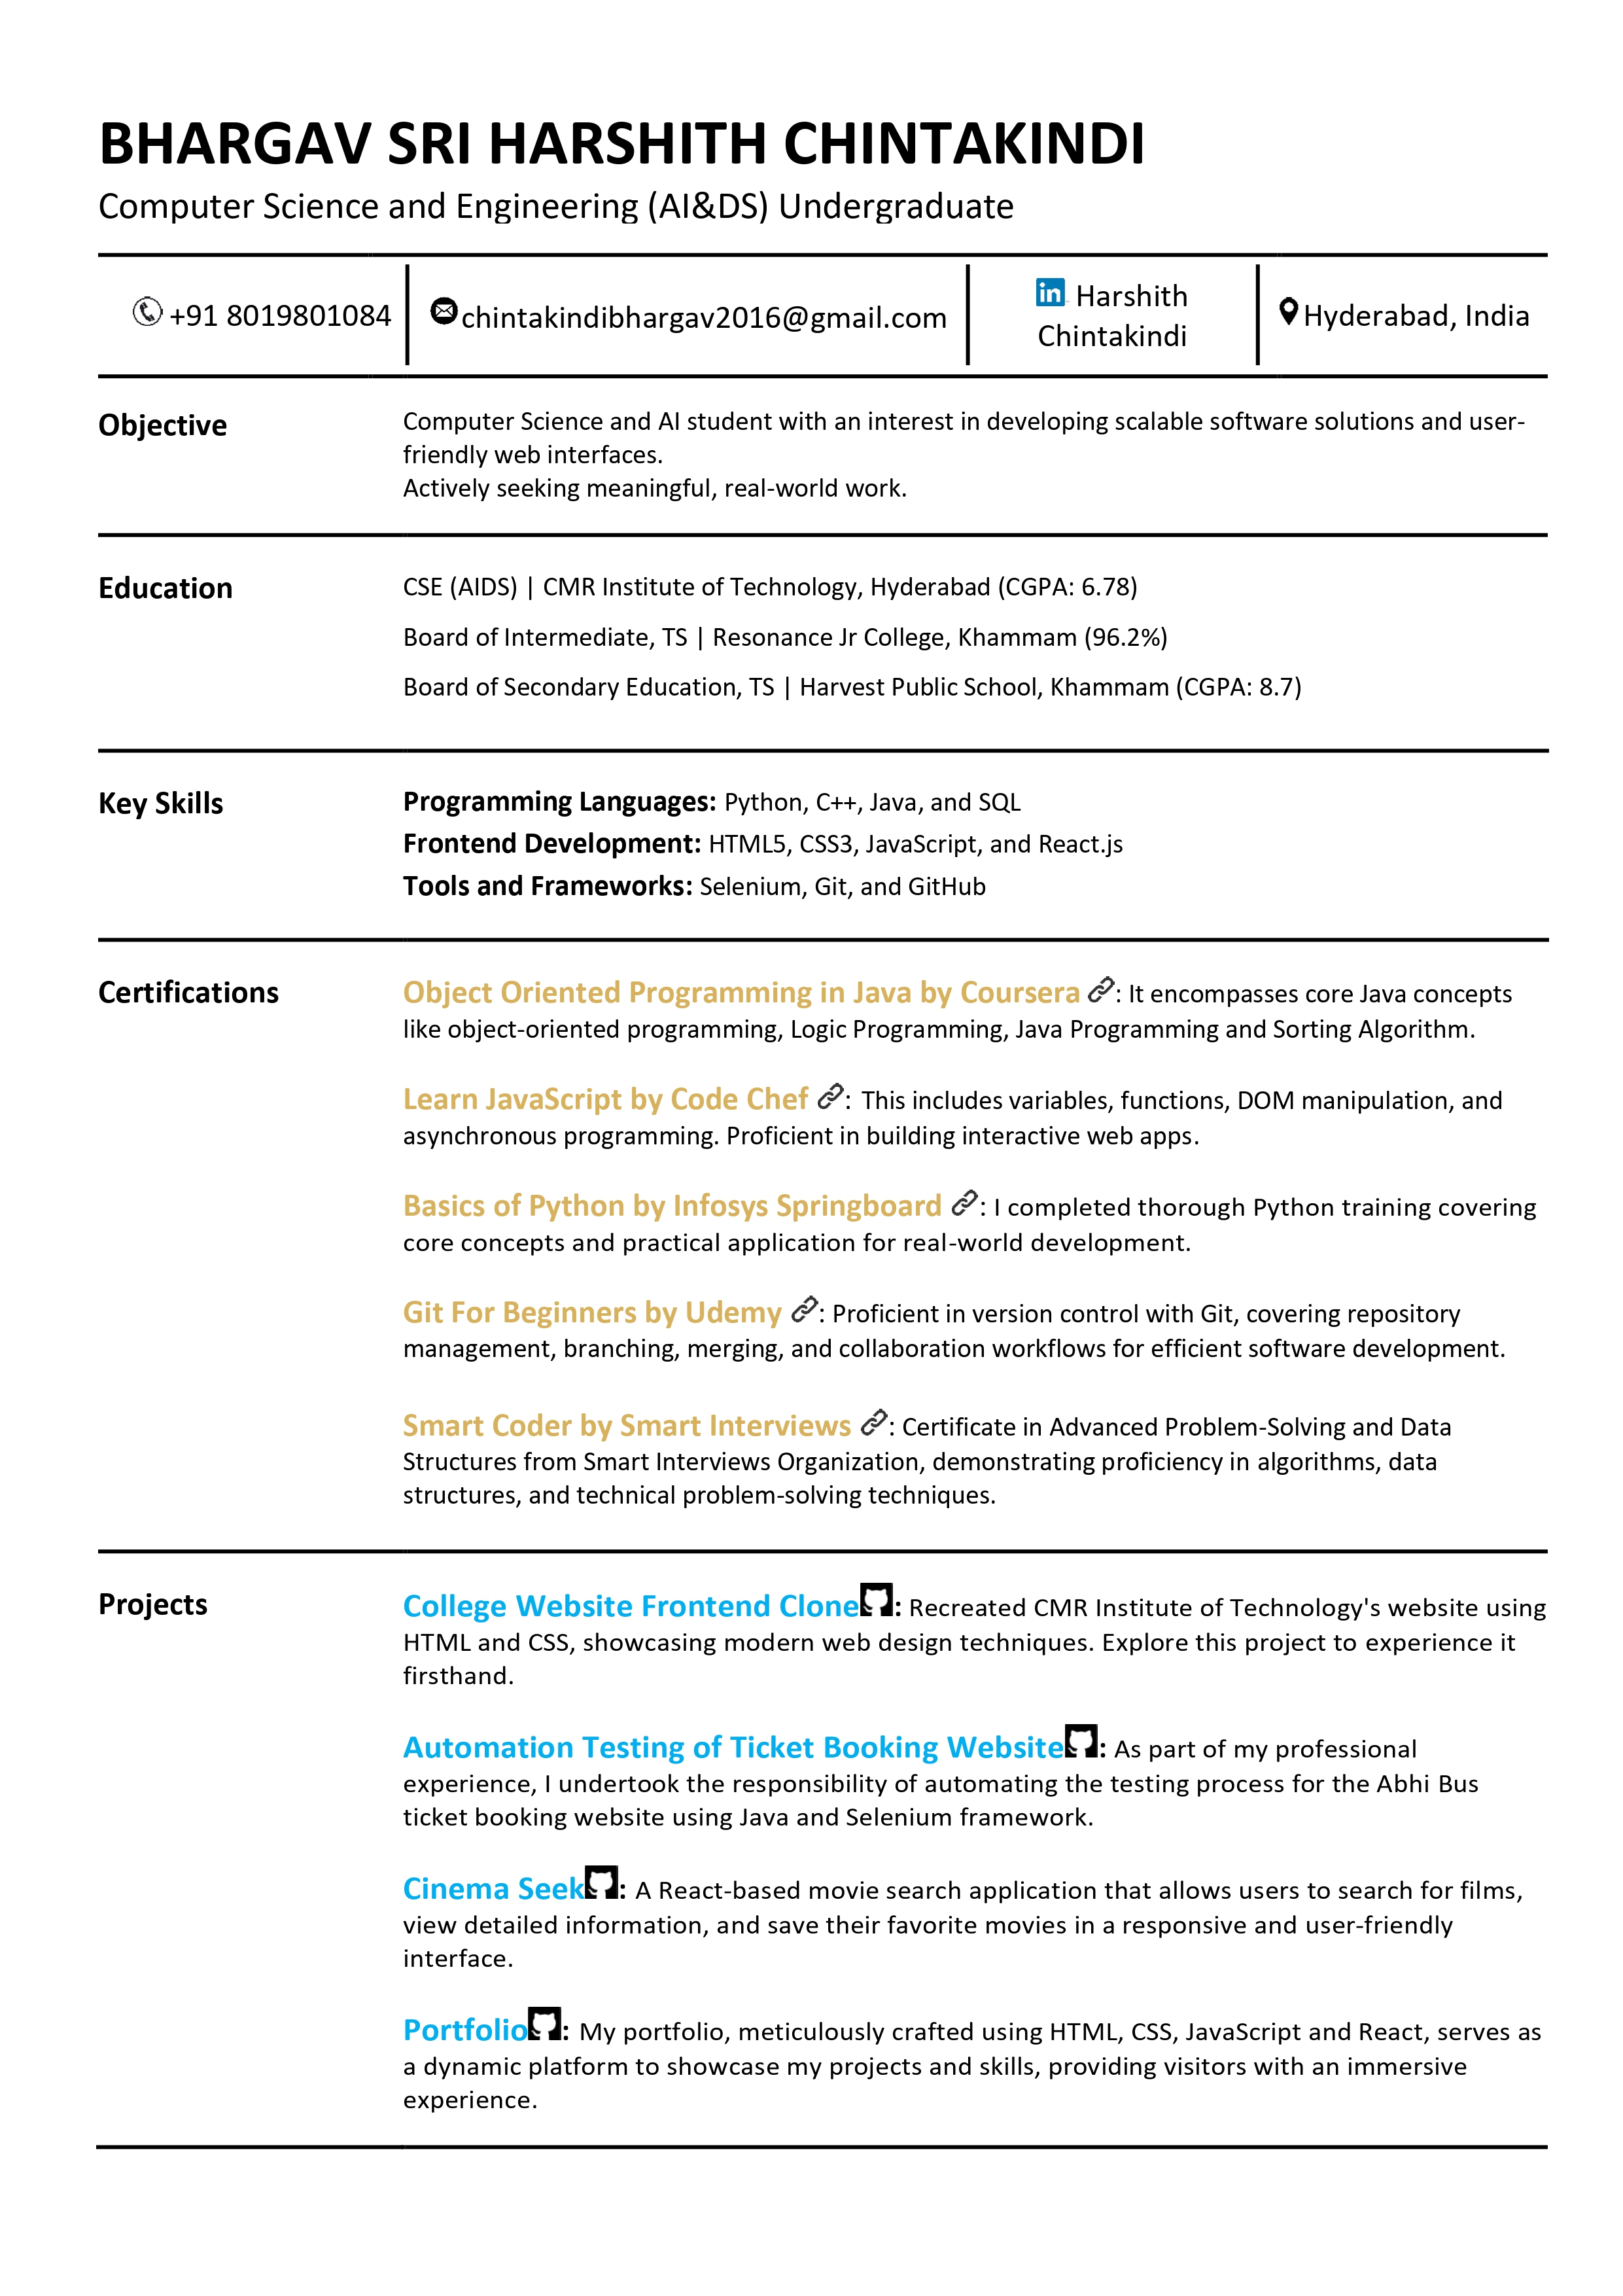 BHARGAV SRI HARSHITH CHINTAKINDI
Computer Science and Engineering (AI&DS) Undergraduate
+91 8019801084
chintakindibhargav2016@gmail.com
in Harshith
Chintakindi
Hyderabad, India
Objective
Computer Science and AI student with an interest in developing scalable software solutions and user-
friendly web interfaces.
Actively seeking meaningful, real-world work.
Education
CSE (AIDS) | CMR Institute of Technology, Hyderabad (CGPA: 6.78)
Board of Intermediate, TS | Resonance Jr College, Khammam (96.2%)
Board of Secondary Education, TS | Harvest Public School, Khammam (CGPA: 8.7)
Key Skills
Programming Languages: Python, C++, Java, and SQL
Frontend Development: HTML5, CSS3, JavaScript, and React.js
Tools and Frameworks: Selenium, Git, and GitHub
Certifications
Object Oriented Programming in Java by Coursera : It encompasses core Java concepts
like object-oriented programming, Logic Programming, Java Programming and Sorting Algorithm.
Learn JavaScript by Code Chef : This includes variables, functions, DOM manipulation, and
asynchronous programming. Proficient in building interactive web apps.
Basics of Python by Infosys Springboard : I completed thorough Python training covering
core concepts and practical application for real-world development.
Git For Beginners by Udemy : Proficient in version control with Git, covering repository
management, branching, merging, and collaboration workflows for efficient software development.
Smart Coder by Smart Interviews : Certificate in Advanced Problem-Solving and Data
Structures from Smart Interviews Organization, demonstrating proficiency in algorithms, data
structures, and technical problem-solving techniques.
Projects
College Website Frontend Clone : Recreated CMR Institute of Technology's website using
HTML and CSS, showcasing modern web design techniques. Explore this project to experience it
firsthand.
Automation Testing of Ticket Booking Website : As part of my professional
experience, I undertook the responsibility of automating the testing process for the Abhi Bus
ticket booking website using Java and Selenium framework.
Cinema Seek : A React-based movie search application that allows users to search for films,
view detailed information, and save their favorite movies in a responsive and user-friendly
interface.
Portfolio : My portfolio, meticulously crafted using HTML, CSS, JavaScript and React, serves as
a dynamic platform to showcase my projects and skills, providing visitors with an immersive
experience.